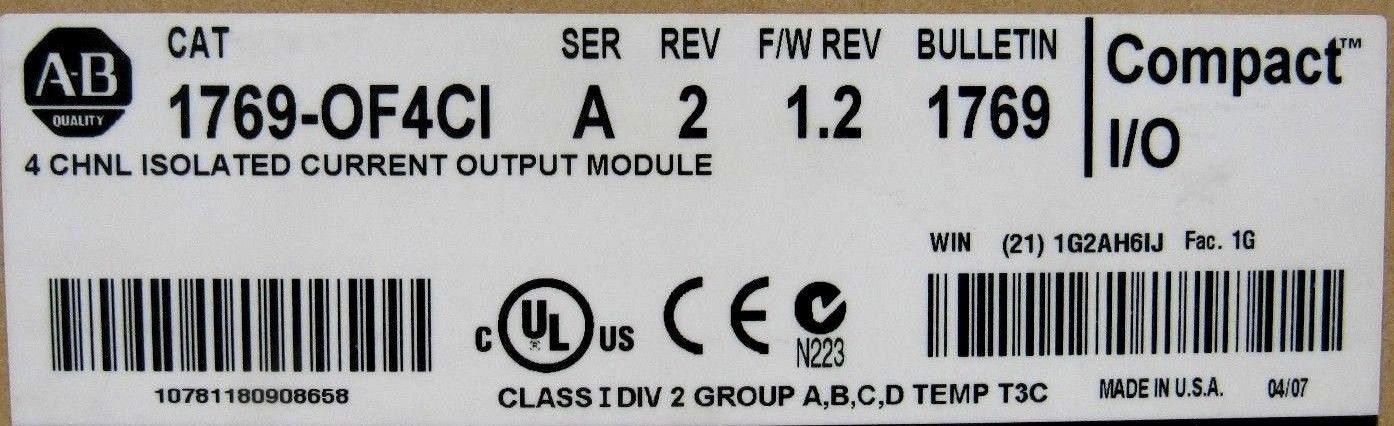 A-B
QUALITY
CAT SER REV F/W REV BULLETIN
1769-OF4CI A 2 1.2 1769
4 CHNL ISOLATED CURRENT OUTPUT MODULE
Compact™
I/O
WIN (21) 1G2AH6IJ Fac. 1G
10781180908658
C UL US CE N223
CLASS I DIV 2 GROUP A,B,C,D TEMP T3C
MADE IN U.S.A. 04/07